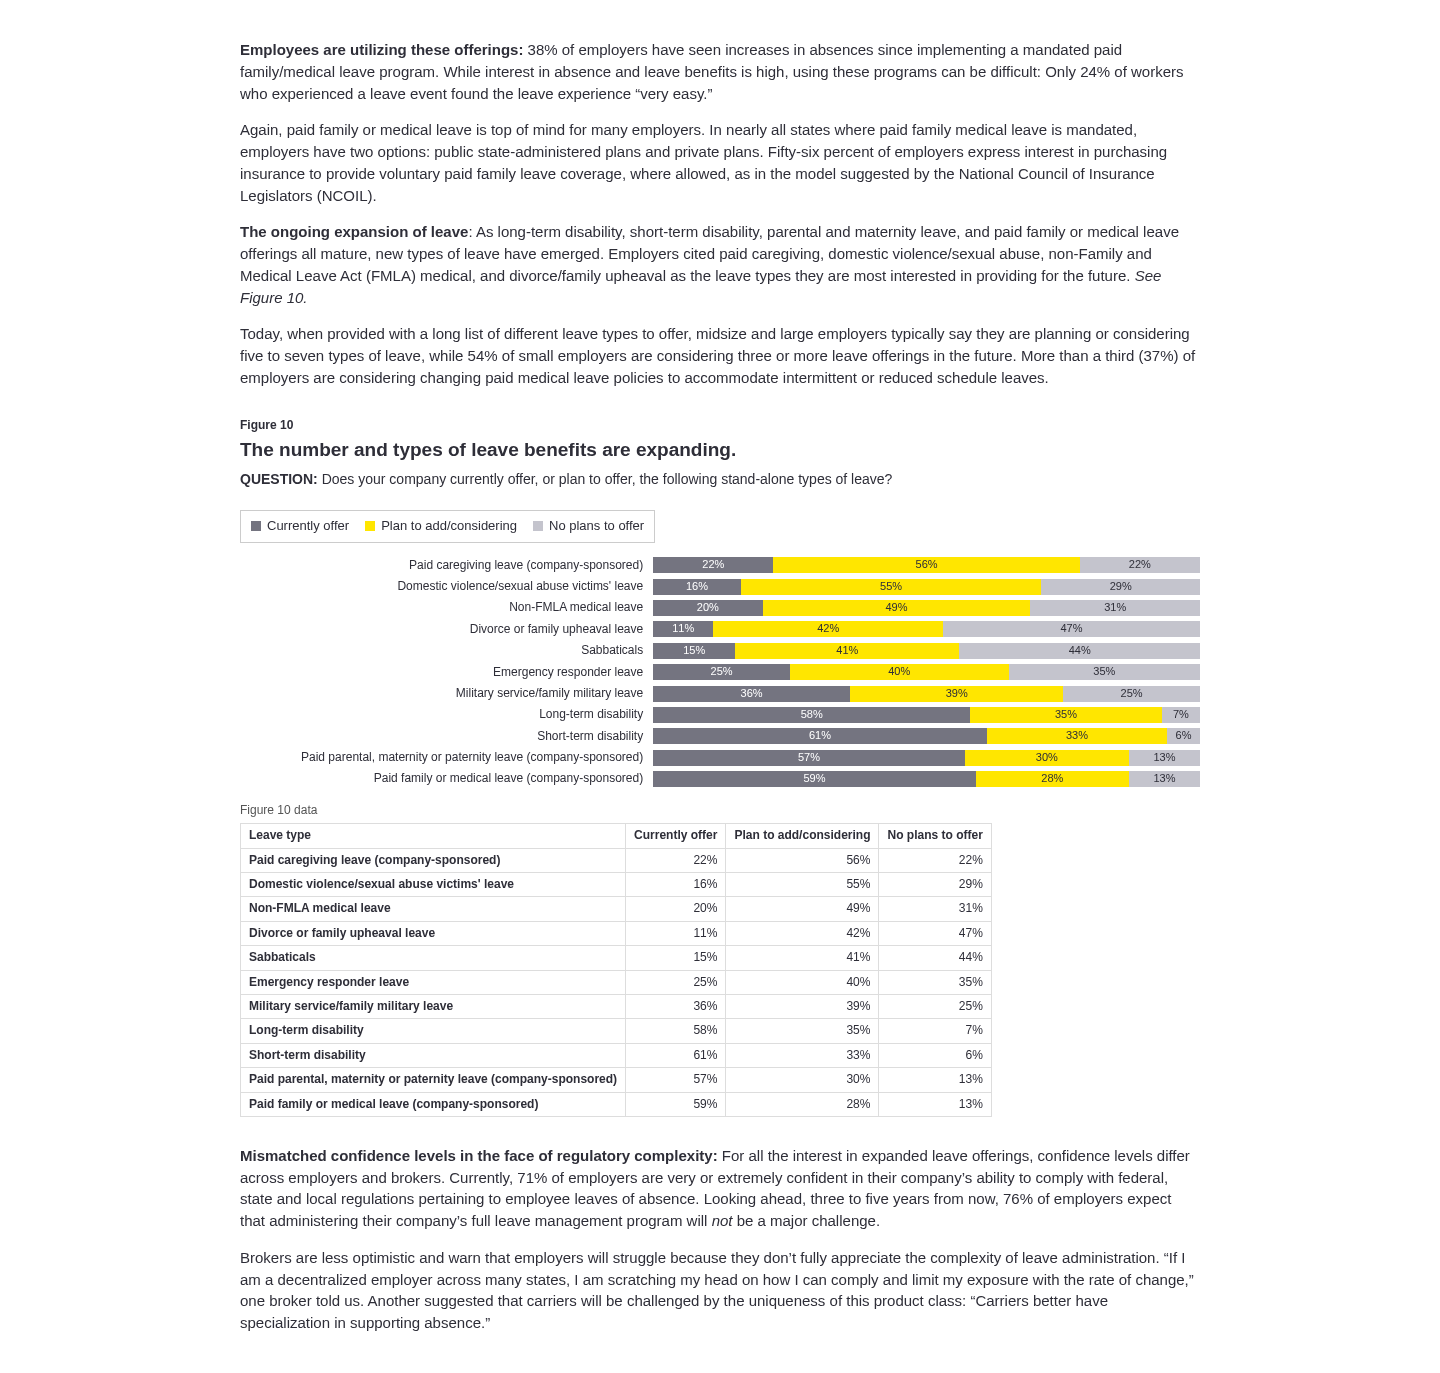 Employees are utilizing these offerings: 38% of employers have seen increases in absences since implementing a mandated paid
family/medical leave program. While interest in absence and leave benefits is high, using these programs can be difficult: Only 24% of workers
who experienced a leave event found the leave experience “very easy.”
Again, paid family or medical leave is top of mind for many employers. In nearly all states where paid family medical leave is mandated,
employers have two options: public state-administered plans and private plans. Fifty-six percent of employers express interest in purchasing
insurance to provide voluntary paid family leave coverage, where allowed, as in the model suggested by the National Council of Insurance
Legislators (NCOIL).
The ongoing expansion of leave: As long-term disability, short-term disability, parental and maternity leave, and paid family or medical leave
offerings all mature, new types of leave have emerged. Employers cited paid caregiving, domestic violence/sexual abuse, non-Family and
Medical Leave Act (FMLA) medical, and divorce/family upheaval as the leave types they are most interested in providing for the future. See
Figure 10.
Today, when provided with a long list of different leave types to offer, midsize and large employers typically say they are planning or considering
five to seven types of leave, while 54% of small employers are considering three or more leave offerings in the future. More than a third (37%) of
employers are considering changing paid medical leave policies to accommodate intermittent or reduced schedule leaves.
Figure 10
The number and types of leave benefits are expanding.
QUESTION: Does your company currently offer, or plan to offer, the following stand-alone types of leave?
Currently offer Plan to add/considering No plans to offer
Paid caregiving leave (company-sponsored) 22% 56% 22%
Domestic violence/sexual abuse victims' leave 16% 55% 29%
Non-FMLA medical leave 20% 49% 31%
Divorce or family upheaval leave 11% 42% 47%
Sabbaticals 15% 41% 44%
Emergency responder leave 25% 40% 35%
Military service/family military leave 36% 39% 25%
Long-term disability 58% 35% 7%
Short-term disability 61% 33% 6%
Paid parental, maternity or paternity leave (company-sponsored) 57% 30% 13%
Paid family or medical leave (company-sponsored) 59% 28% 13%
Figure 10 data
Leave type Currently offer Plan to add/considering No plans to offer
Paid caregiving leave (company-sponsored) 22% 56% 22%
Domestic violence/sexual abuse victims' leave 16% 55% 29%
Non-FMLA medical leave 20% 49% 31%
Divorce or family upheaval leave 11% 42% 47%
Sabbaticals 15% 41% 44%
Emergency responder leave 25% 40% 35%
Military service/family military leave 36% 39% 25%
Long-term disability 58% 35% 7%
Short-term disability 61% 33% 6%
Paid parental, maternity or paternity leave (company-sponsored) 57% 30% 13%
Paid family or medical leave (company-sponsored) 59% 28% 13%
Mismatched confidence levels in the face of regulatory complexity: For all the interest in expanded leave offerings, confidence levels differ
across employers and brokers. Currently, 71% of employers are very or extremely confident in their company’s ability to comply with federal,
state and local regulations pertaining to employee leaves of absence. Looking ahead, three to five years from now, 76% of employers expect
that administering their company’s full leave management program will not be a major challenge.
Brokers are less optimistic and warn that employers will struggle because they don’t fully appreciate the complexity of leave administration. “If I
am a decentralized employer across many states, I am scratching my head on how I can comply and limit my exposure with the rate of change,”
one broker told us. Another suggested that carriers will be challenged by the uniqueness of this product class: “Carriers better have
specialization in supporting absence.”